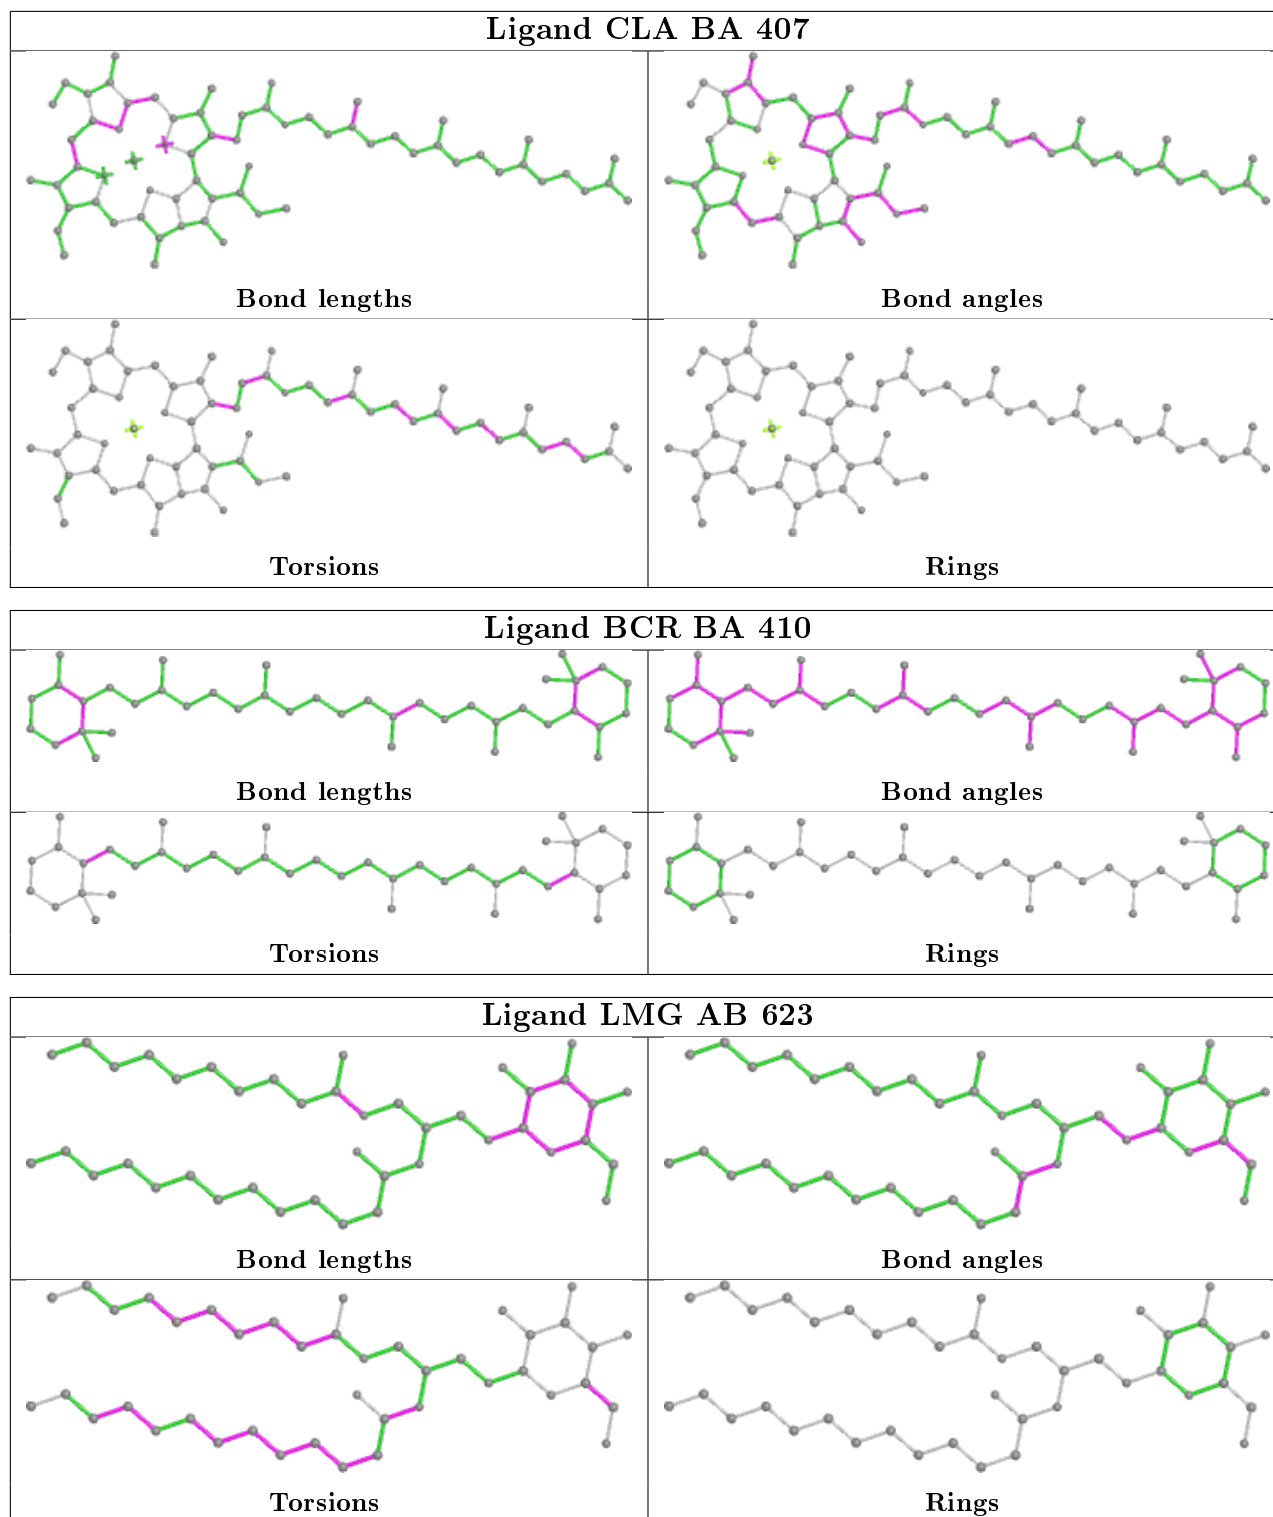 Ligand CLA BA 407
Bond lengths
Bond angles
Torsions
Rings
Ligand BCR BA 410
Bond lengths
Bond angles
Torsions
Rings
Ligand LMG AB 623
Bond lengths
Bond angles
Torsions
Rings